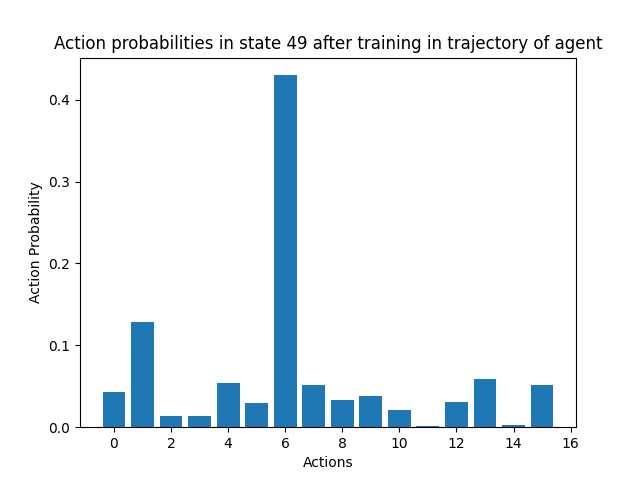 Action probabilities in state 49 after training in trajectory of agent
0.4
0.3
0.2
0.1
0.0
Action Probability
0 2 4 6 8 10 12 14 16
Actions